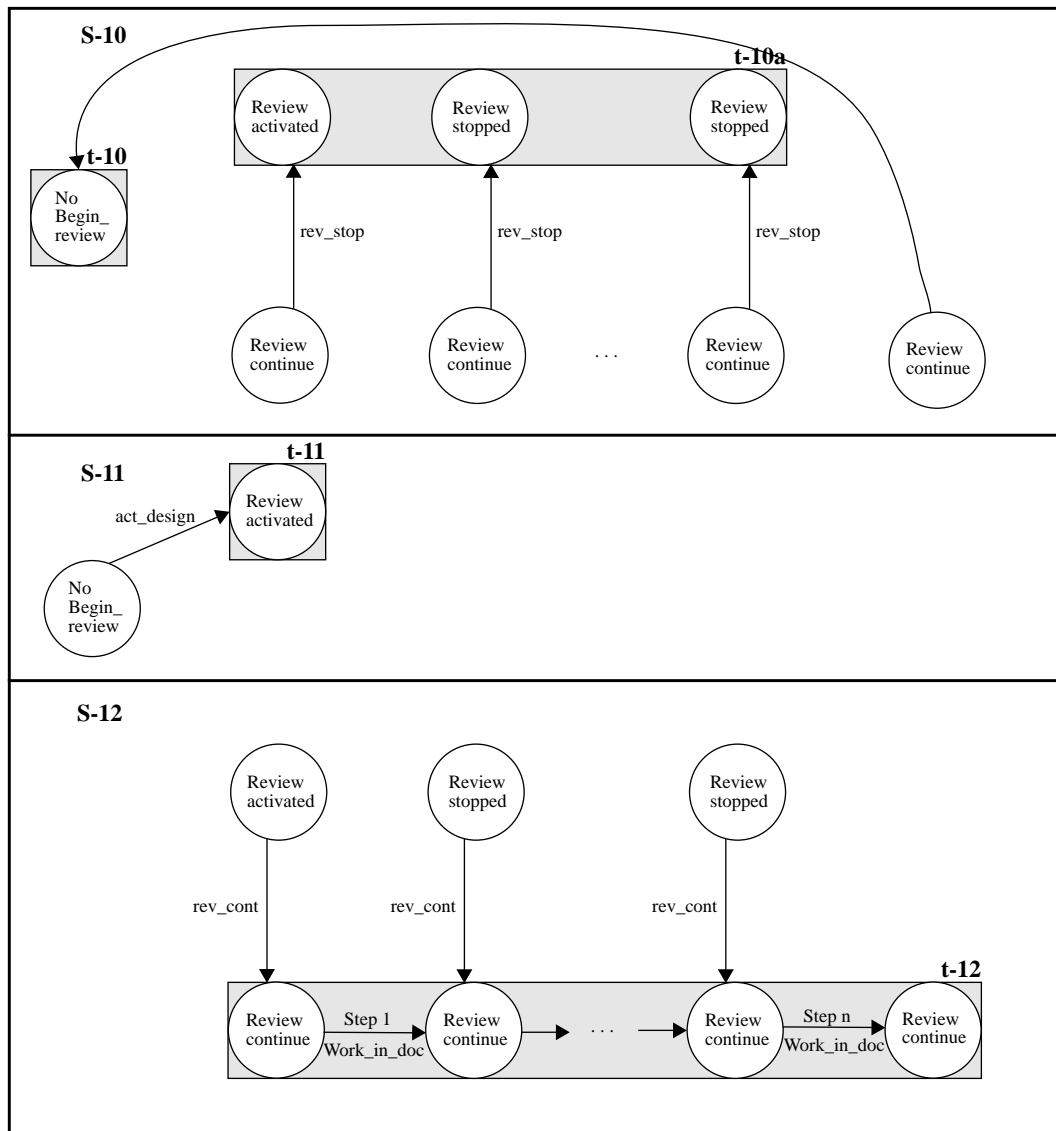 S-10
t-10a
Review
activated
Review
stopped
Review
stopped
t-10
No
Begin_
review
rev_stop
rev_stop
rev_stop
Review
continue
Review
continue
. . .
Review
continue
Review
continue
S-11
t-11
Review
activated
act_design
No
Begin_
review
S-12
Review
activated
Review
stopped
Review
stopped
rev_cont
rev_cont
rev_cont
t-12
Review
continue
Step 1
Work_in_doc
Review
continue
. . .
Review
continue
Step n
Work_in_doc
Review
continue